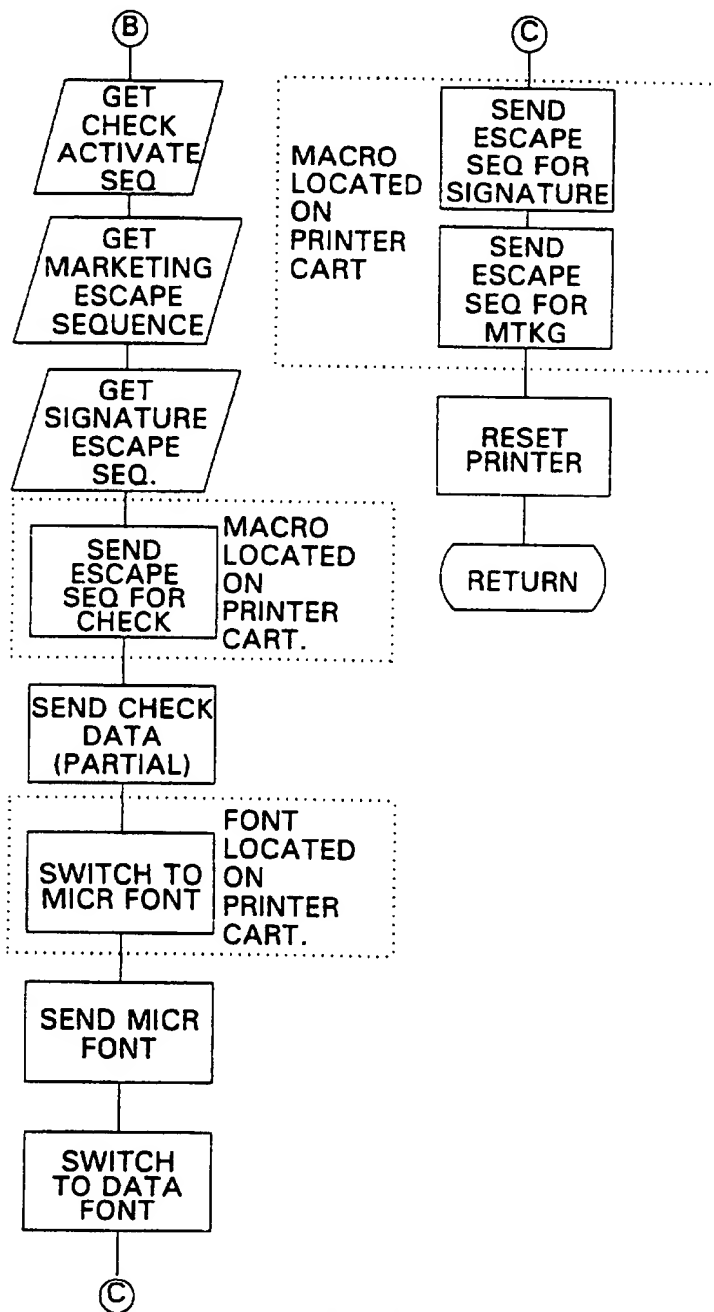 B
GET
CHECK
ACTIVATE
SEQ
GET
MARKETING
ESCAPE
SEQUENCE
GET
SIGNATURE
ESCAPE
SEQ.
SEND
ESCAPE
SEQ FOR
CHECK
MACRO
LOCATED
ON
PRINTER
CART.
SEND CHECK
DATA
(PARTIAL)
SWITCH TO
MICR FONT
FONT
LOCATED
ON
PRINTER
CART.
SEND MICR
FONT
SWITCH
TO DATA
FONT
C
C
MACRO
LOCATED
ON
PRINTER
CART
SEND
ESCAPE
SEQ FOR
SIGNATURE
SEND
ESCAPE
SEQ FOR
MTKG
RESET
PRINTER
RETURN